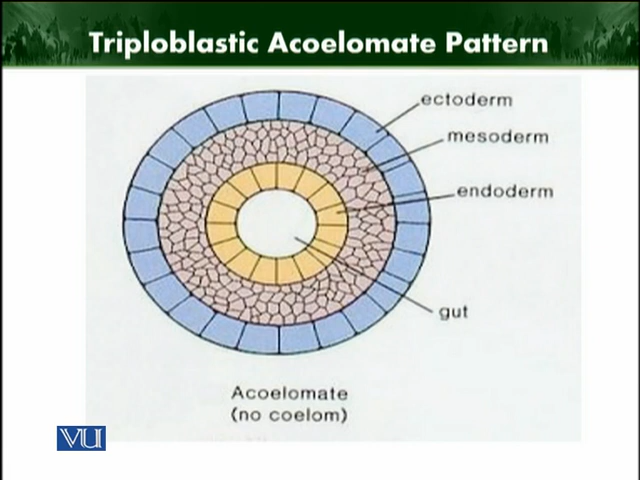 Triploblastic Acoelomate Pattern
ectoderm
mesoderm
endoderm
gut
Acoelomate
(no coelom)
VU